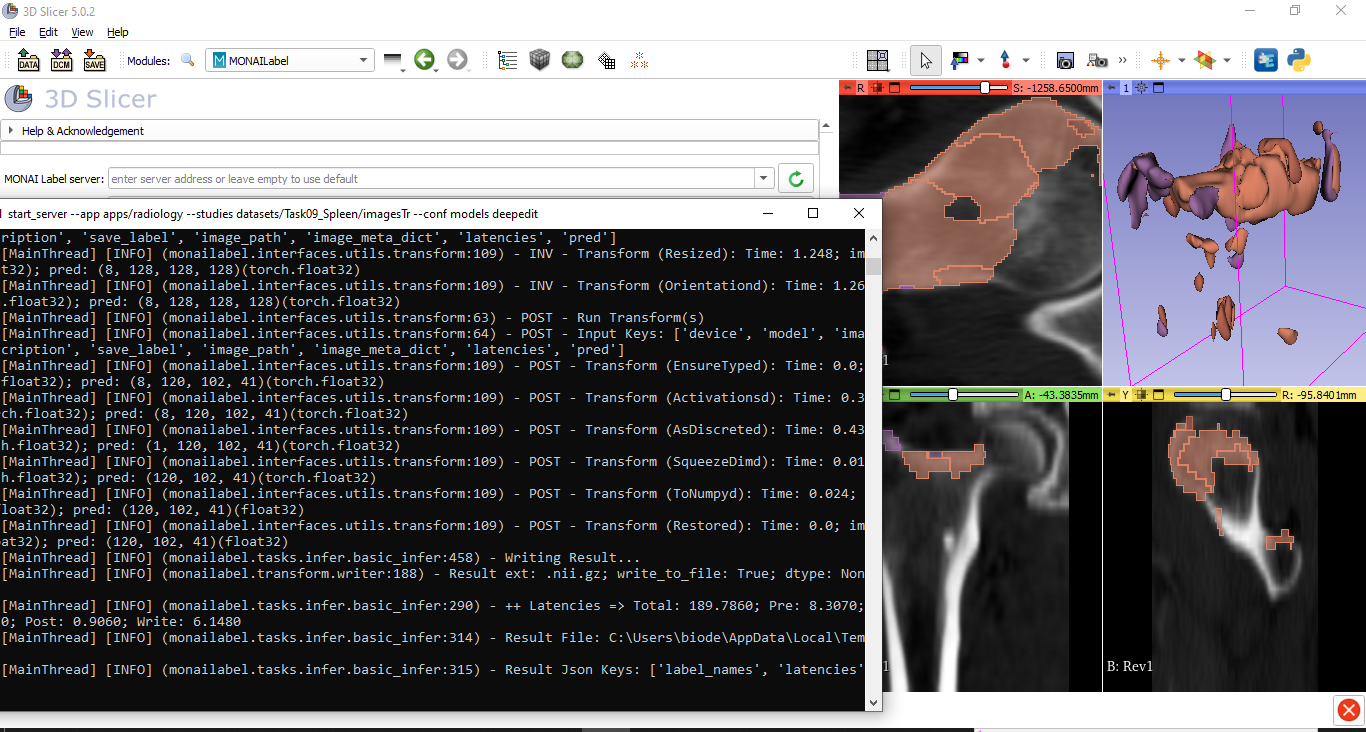 3D Slicer 5.0.2
File Edit View Help
DATA DCM SAVE Modules: MONAILabel
3D Slicer
Help & Acknowledgement
MONAI Label server: enter server address or leave empty to use default
R S: -1258.6500mm
1
start_server --app apps/radiology --studies datasets/Task09_Spleen/imagesTr --conf models deepedit
ription', 'save_label', 'image_path', 'image_meta_dict', 'latencies', 'pred']
[MainThread] [INFO] (monailabel.interfaces.utils.transform:109) - INV - Transform (Resized): Time: 1.248; im
t32); pred: (8, 128, 128, 128)(torch.float32)
[MainThread] [INFO] (monailabel.interfaces.utils.transform:109) - INV - Transform (Orientationd): Time: 1.26
.float32); pred: (8, 128, 128, 128)(torch.float32)
[MainThread] [INFO] (monailabel.interfaces.utils.transform:63) - POST - Run Transform(s)
[MainThread] [INFO] (monailabel.interfaces.utils.transform:64) - POST - Input Keys: ['device', 'model', 'ima
cription', 'save_label', 'image_path', 'image_meta_dict', 'latencies', 'pred']
[MainThread] [INFO] (monailabel.interfaces.utils.transform:109) - POST - Transform (EnsureTyped): Time: 0.0;
float32); pred: (8, 120, 102, 41)(torch.float32)
[MainThread] [INFO] (monailabel.interfaces.utils.transform:109) - POST - Transform (Activationsd): Time: 0.3
ch.float32); pred: (8, 120, 102, 41)(torch.float32)
[MainThread] [INFO] (monailabel.interfaces.utils.transform:109) - POST - Transform (AsDiscreted): Time: 0.43
h.float32); pred: (1, 120, 102, 41)(torch.float32)
[MainThread] [INFO] (monailabel.interfaces.utils.transform:109) - POST - Transform (SqueezeDimd): Time: 0.01
h.float32); pred: (120, 102, 41)(torch.float32)
[MainThread] [INFO] (monailabel.interfaces.utils.transform:109) - POST - Transform (ToNumpyd): Time: 0.024;
loat32); pred: (120, 102, 41)(float32)
[MainThread] [INFO] (monailabel.interfaces.utils.transform:109) - POST - Transform (Restored): Time: 0.0; im
oat32); pred: (120, 102, 41)(float32)
[MainThread] [INFO] (monailabel.tasks.infer.basic_infer:458) - Writing Result...
[MainThread] [INFO] (monailabel.transform.writer:188) - Result ext: .nii.gz; write_to_file: True; dtype: Non
[MainThread] [INFO] (monailabel.tasks.infer.basic_infer:290) - ++ Latencies => Total: 189.7860; Pre: 8.3070;
0; Post: 0.9060; Write: 6.1480
[MainThread] [INFO] (monailabel.tasks.infer.basic_infer:314) - Result File: C:\Users\biode\AppData\Local\Tem
[MainThread] [INFO] (monailabel.tasks.infer.basic_infer:315) - Result Json Keys: ['label_names', 'latencies'
1
A: -43.3835mm
Y R: -95.8401mm
1
B: Rev1